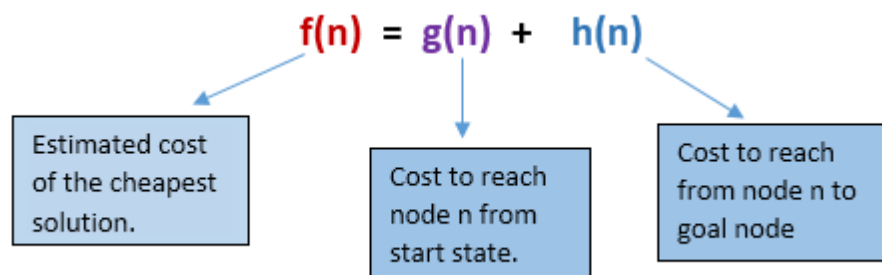 f(n) = g(n) + h(n)
Estimated cost
of the cheapest
solution.
Cost to reach
node n from
start state.
Cost to reach
from node n to
goal node